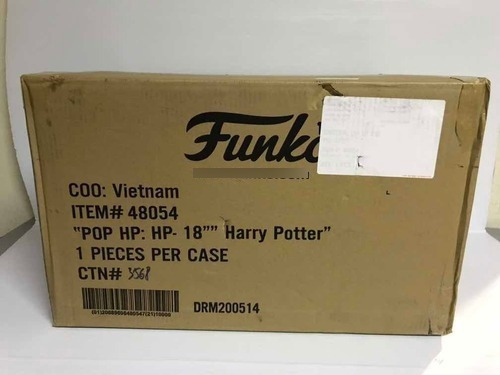 Funko
COO: Vietnam
ITEM# 48054
"POP HP: HP- 18"" Harry Potter"
1 PIECES PER CASE
CTN# 3568
DRM200514